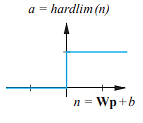 a = hardlim (n)
n = Wp + b